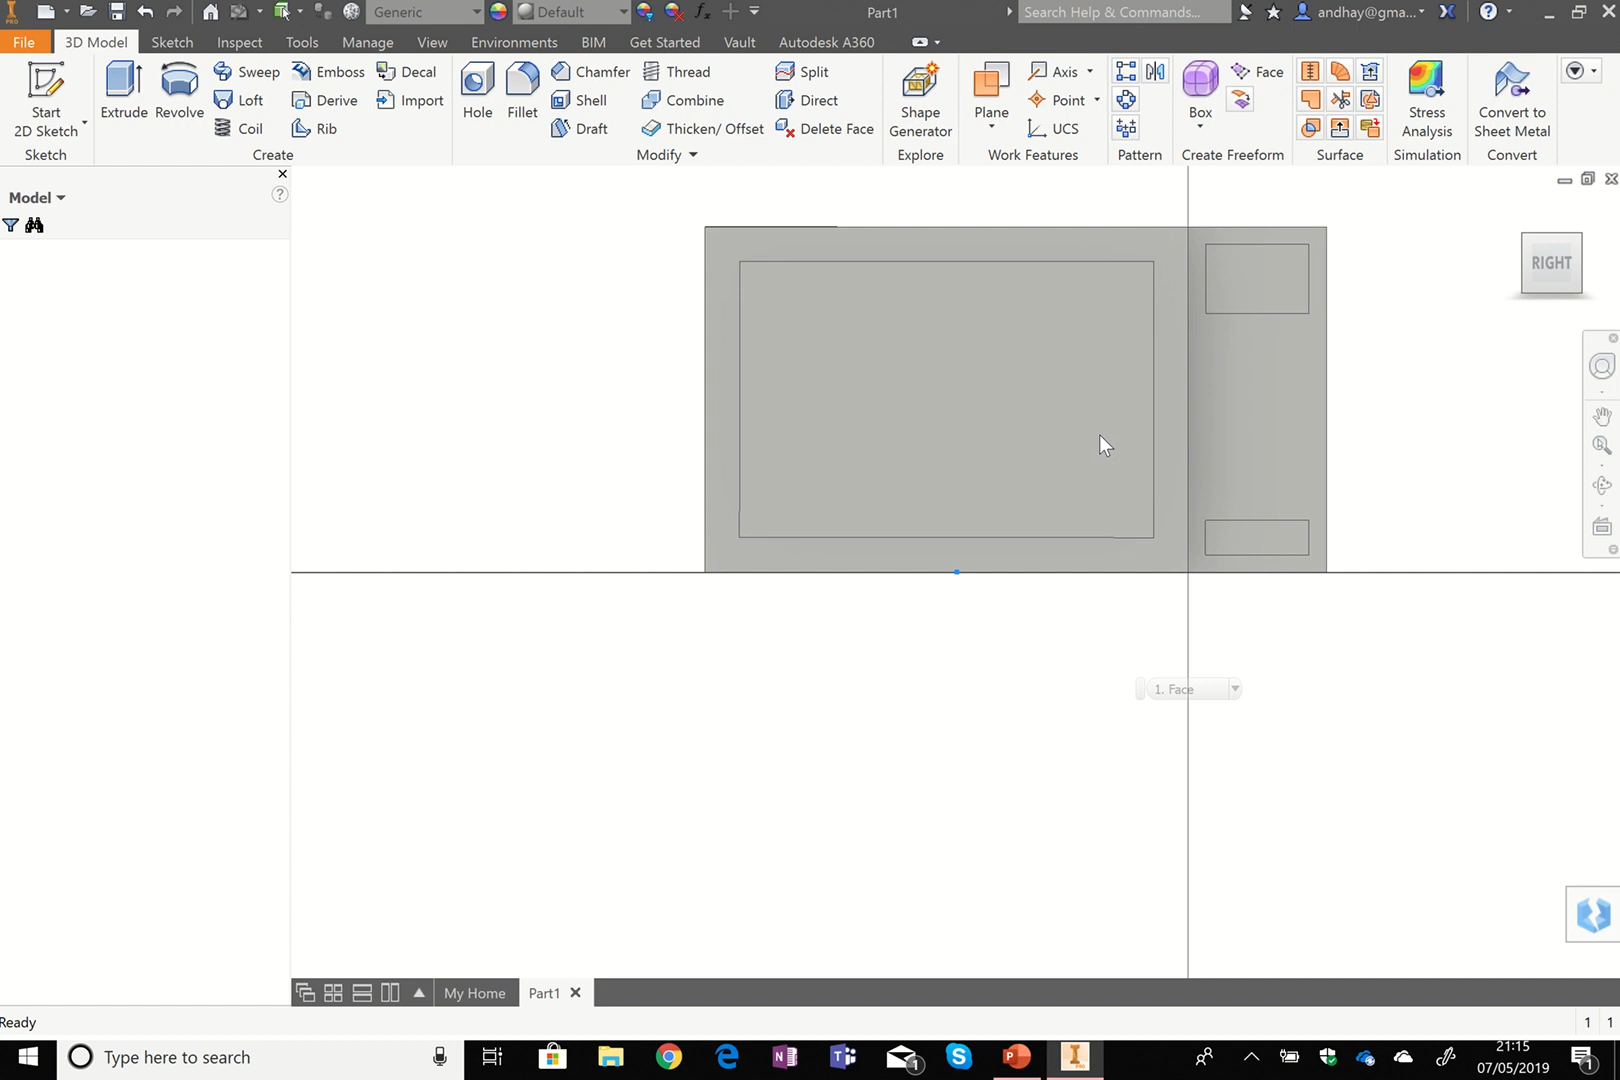 PRO
Generic
Default
fx
Part1
Search Help & Commands...
andhay@gma...
File
3D Model
Sketch
Inspect
Tools
Manage
View
Environments
BIM
Get Started
Vault
Autodesk A360
Start
2D Sketch
Sketch
Extrude
Revolve
Sweep
Loft
Coil
Emboss
Derive
Rib
Decal
Import
Create
Hole
Fillet
Chamfer
Shell
Draft
Thread
Combine
Thicken/ Offset
Split
Direct
Delete Face
Modify
Shape
Generator
Explore
Plane
Axis
Point
UCS
Work Features
Pattern
Box
Face
Create Freeform
Surface
Stress
Analysis
Simulation
Convert to
Sheet Metal
Convert
Model
RIGHT
1. Face
My Home
Part1
Ready
1 1
Type here to search
1
21:15
07/05/2019
1